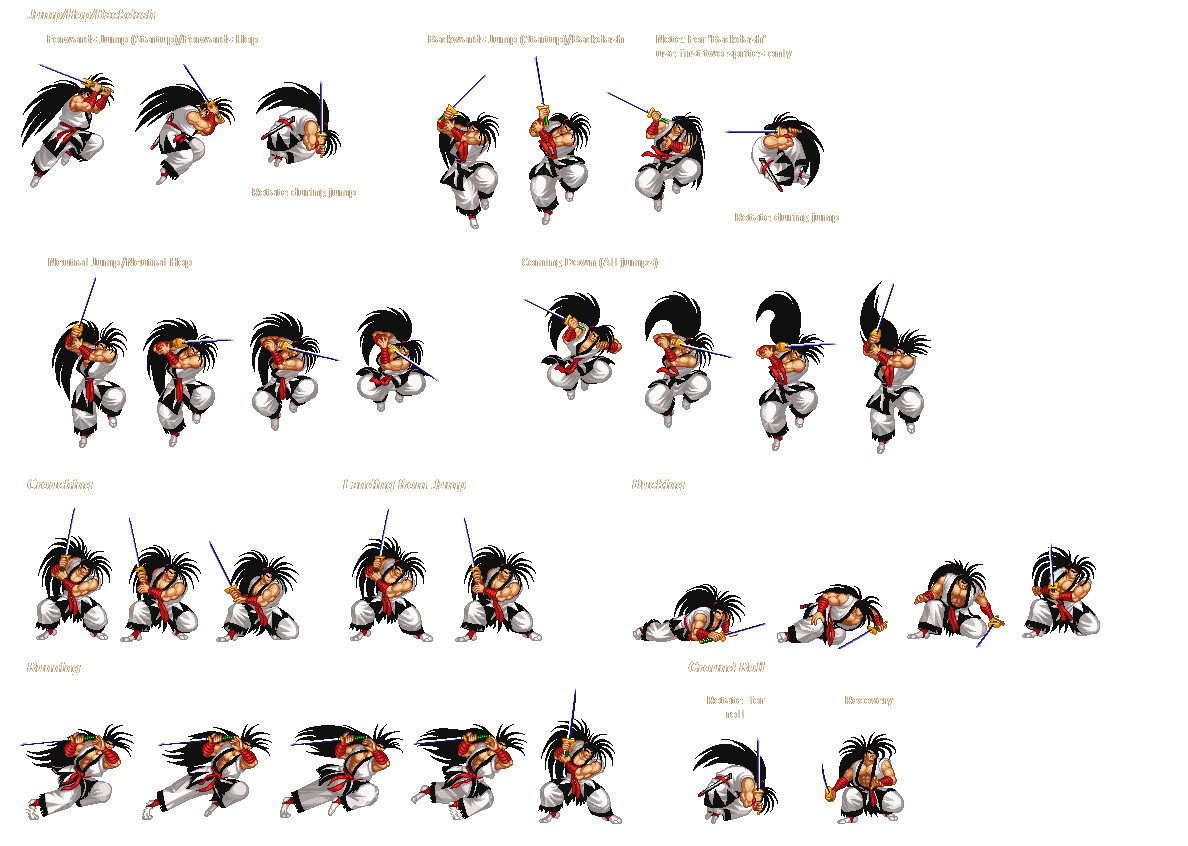 Jump/Hop/Backdash
Forwards Jump (Startup)/Forwards Hop
Backwards Jump (Startup)/Backdash
Note: For "Backdash"
use first two sprites only
Rotate during jump
Rotate during jump
Neutral Jump/Neutral Hop
Coming Down (All jumps)
Crouching
Landing from Jump
Ducking
Running
Ground Roll
Rotate for
roll
Recovery